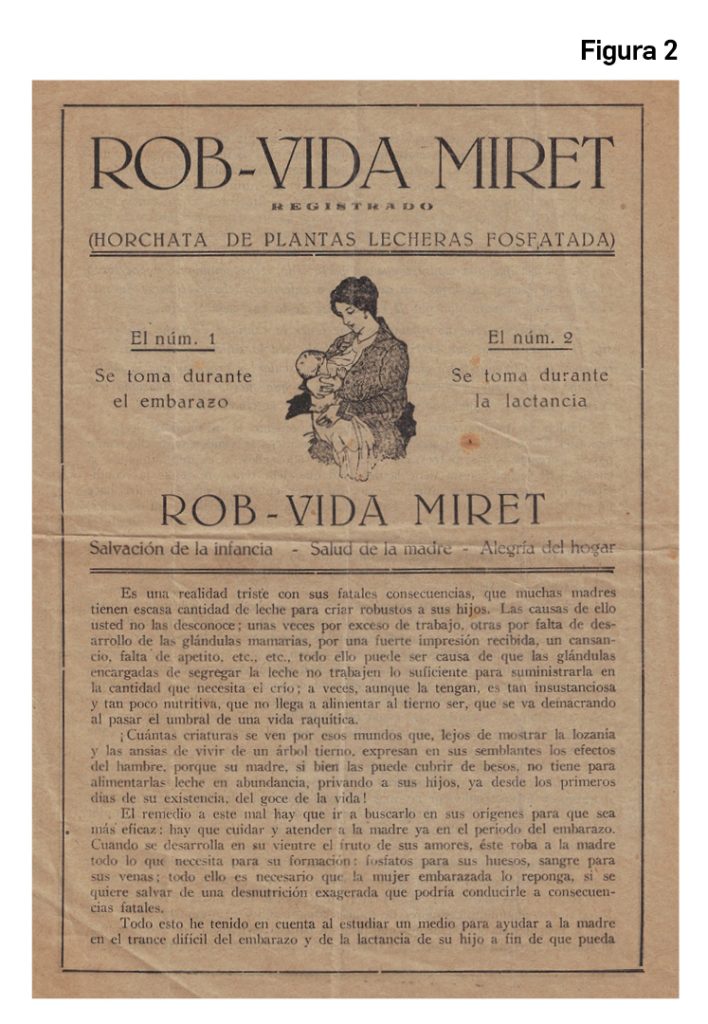 Figura 2
ROB-VIDA MIRET
REGISTRADO
(HORCHATA DE PLANTAS LECHERAS FOSFATADA)
El núm. 1
Se toma durante
el embarazo
El núm. 2
Se toma durante
la lactancia
ROB-VIDA MIRET
Salvación de la infancia - Salud de la madre - Alegría del hogar
Es una realidad triste con sus fatales consecuencias, que muchas madres
tienen escasa cantidad de leche para criar robustos a sus hijos. Las causas de ello
usted no las desconoce; unas veces por exceso de trabajo, otras por falta de des-
arrollo de las glándulas mamarias, por una fuerte impresión recibida, un cansan-
cio, falta de apetito, etc., etc., todo ello puede ser causa de que las glándulas
encargadas de segregar la leche no trabajen lo suficiente para suministrarla en
la cantidad que necesita el crío; a veces, aunque la tengan, es tan insustanciosa
y tan poco nutritiva, que no llega a alimentar al tierno ser, que se va demacrando
al pasar el umbral de una vida raquítica.
¡Cuántas criaturas se ven por esos mundos que, lejos de mostrar la lozanía
y las ansias de vivir de un árbol tierno, expresan en sus semblantes los efectos
del hambre, porque su madre, si bien las puede cubrir de besos, no tiene para
alimentarlas leche en abundancia, privando a sus hijos, ya desde los primeros
días de su existencia, del goce de la vida!
El remedio a este mal hay que ir a buscarlo en sus orígenes para que sea
más eficaz: hay que cuidar y atender a la madre ya en el período del embarazo.
Cuando se desarrolla en su vientre el fruto de sus amores, éste roba a la madre
todo lo que necesita para su formación: fosfatos para sus huesos, sangre para
sus venas; todo ello es necesario que la mujer embarazada lo reponga, si se
quiere salvar de una desnutrición exagerada que podría conducirle a consecuen-
cias fatales.
Todo esto he tenido en cuenta al estudiar un medio para ayudar a la madre
en el trance difícil del embarazo y de la lactancia de su hijo a fin de que pueda